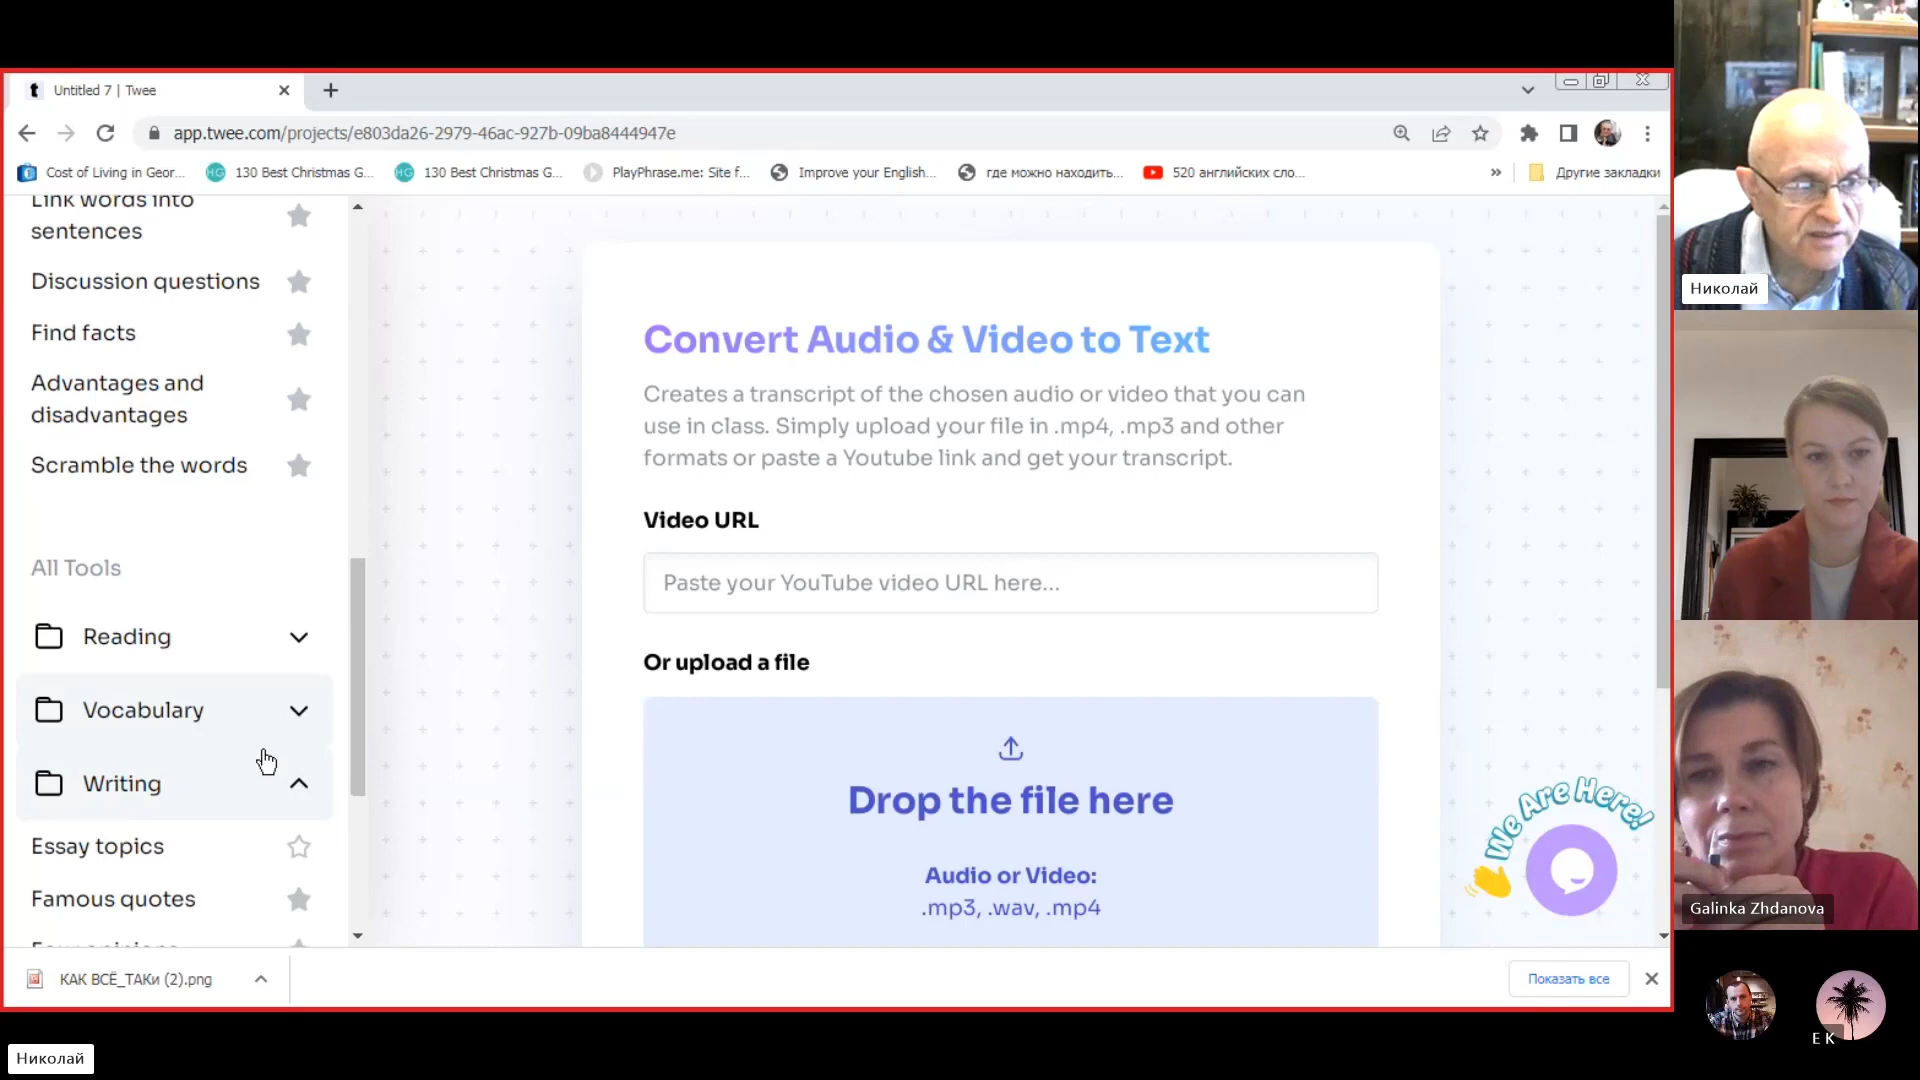 Untitled 7 | Twee
app.twee.com/projects/e803da26-2979-46ac-927b-09ba8444947e
Cost of Living in Geor...
HG
130 Best Christmas G...
HG
130 Best Christmas G...
PlayPhrase.me: Site f...
Improve your English...
где можно находить...
520 английских сло...
»
Другие закладки
Link words into
sentences
Discussion questions
Find facts
Advantages and
disadvantages
Scramble the words
All Tools
Reading
Vocabulary
Writing
Essay topics
Famous quotes
Four opinions
Convert Audio & Video to Text
Creates a transcript of the chosen audio or video that you can
use in class. Simply upload your file in .mp4, .mp3 and other
formats or paste a Youtube link and get your transcript.
Video URL
Paste your YouTube video URL here...
Or upload a file
Drop the file here
Audio or Video:
.mp3, .wav, .mp4
We Are Here!
КАК ВСЁ_ТАКи (2).png
Показать все
Николай
Николай
Galinka Zhdanova
E K